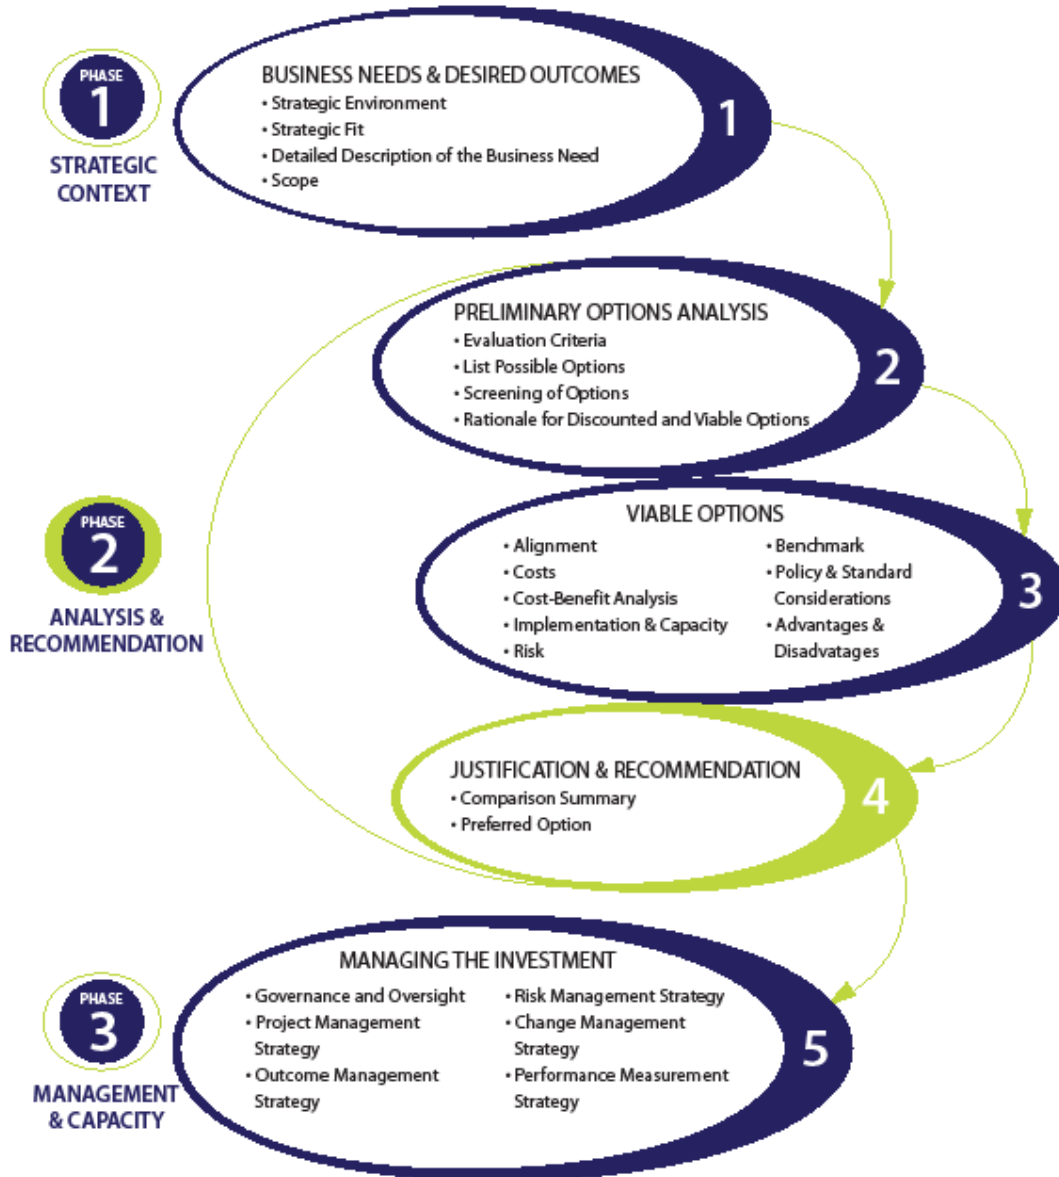 PHASE
1
STRATEGIC
CONTEXT
BUSINESS NEEDS & DESIRED OUTCOMES
• Strategic Environment
• Strategic Fit
• Detailed Description of the Business Need
• Scope
1
PRELIMINARY OPTIONS ANALYSIS
• Evaluation Criteria
• List Possible Options
• Screening of Options
• Rationale for Discounted and Viable Options
2
PHASE
2
ANALYSIS &
RECOMMENDATION
VIABLE OPTIONS
• Alignment
• Costs
• Cost-Benefit Analysis
• Implementation & Capacity
• Risk
• Benchmark
• Policy & Standard
Considerations
• Advantages &
Disadvatages
3
JUSTIFICATION & RECOMMENDATION
• Comparison Summary
• Preferred Option
4
PHASE
3
MANAGEMENT
& CAPACITY
MANAGING THE INVESTMENT
• Governance and Oversight
• Project Management
Strategy
• Outcome Management
Strategy
• Risk Management Strategy
• Change Management
Strategy
• Performance Measurement
Strategy
5